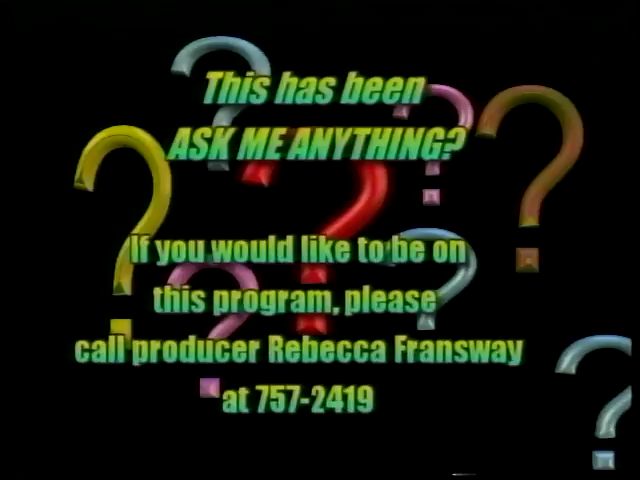 This has been
ASK ME ANYTHING?
If you would like to be on
this program, please
call producer Rebecca Fransway
at 757-2419